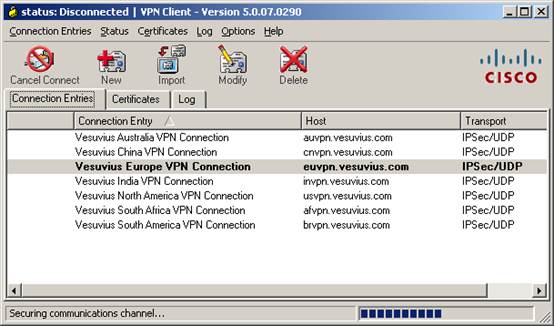 status: Disconnected | VPN Client - Version 5.0.07.0290
Connection Entries Status Certificates Log Options Help
Cancel Connect New Import Modify Delete
CISCO
Connection Entries Certificates Log
Connection Entry Host Transport
Vesuvius Australia VPN Connection auvpn.vesuvius.com IPSec/UDP
Vesuvius China VPN Connection cnvpn.vesuvius.com IPSec/UDP
Vesuvius Europe VPN Connection euvpn.vesuvius.com IPSec/UDP
Vesuvius India VPN Connection invpn.vesuvius.com IPSec/UDP
Vesuvius North America VPN Connection usvpn.vesuvius.com IPSec/UDP
Vesuvius South Africa VPN Connection afvpn.vesuvius.com IPSec/UDP
Vesuvius South America VPN Connection brvpn.vesuvius.com IPSec/UDP
Securing communications channel...